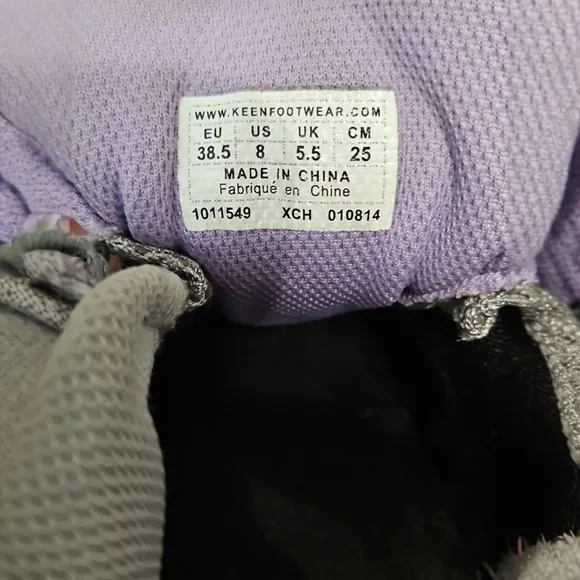 WWW.KEENFOOTWEAR.COM
EU US UK CM
38.5 8 5.5 25
MADE IN CHINA
Fabriqué en Chine
1011549 XCH 010814